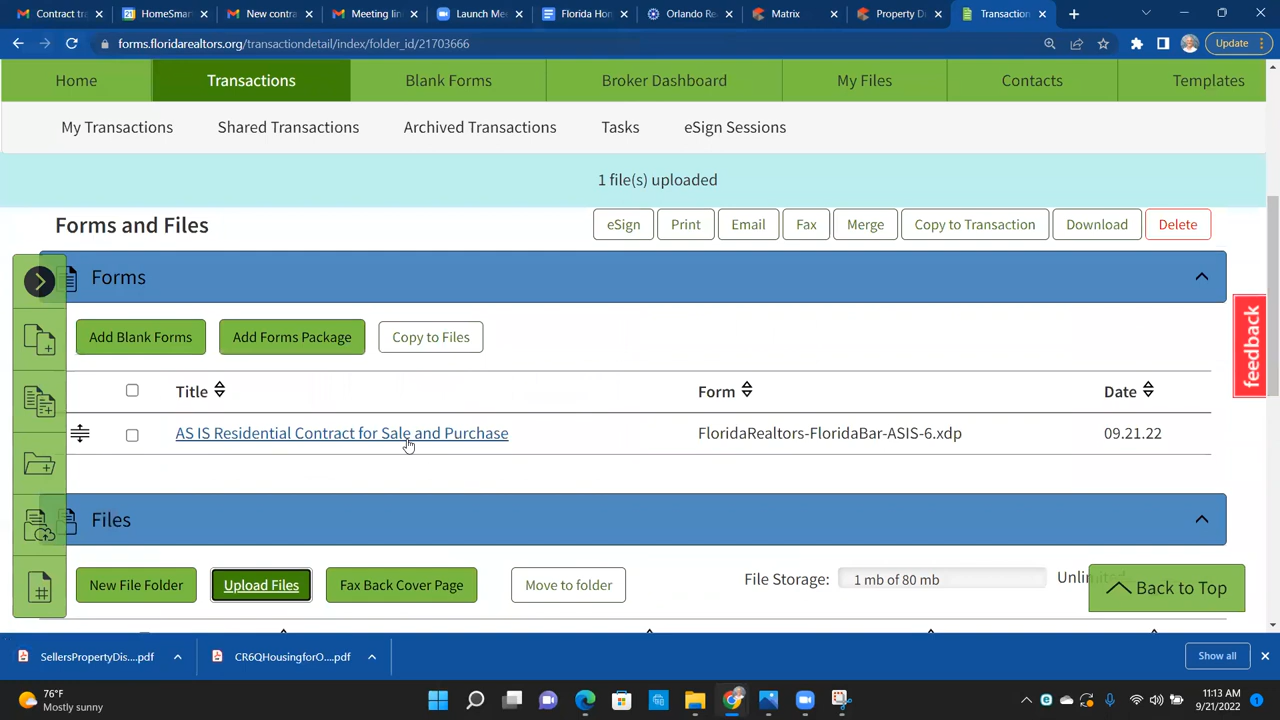 Contract tra
HomeSmar
New contra
Meeting lin
Launch Me
Florida Hon
Orlando Re
Matrix
Property Di
Transaction
forms.floridarealtors.org/transactiondetail/index/folder_id/21703666
Update
Home
Transactions
Blank Forms
Broker Dashboard
My Files
Contacts
Templates
My Transactions
Shared Transactions
Archived Transactions
Tasks
eSign Sessions
1 file(s) uploaded
Forms and Files
eSign
Print
Email
Fax
Merge
Copy to Transaction
Download
Delete
Forms
Add Blank Forms
Add Forms Package
Copy to Files
feedback
Title
Form
Date
AS IS Residential Contract for Sale and Purchase
FloridaRealtors-FloridaBar-ASIS-6.xdp
09.21.22
Files
New File Folder
Upload Files
Fax Back Cover Page
Move to folder
File Storage:
1 mb of 80 mb
Back to Top
SellersPropertyDis....pdf
CR6QHousingforO....pdf
Show all
76°F
Mostly sunny
11:13 AM
9/21/2022